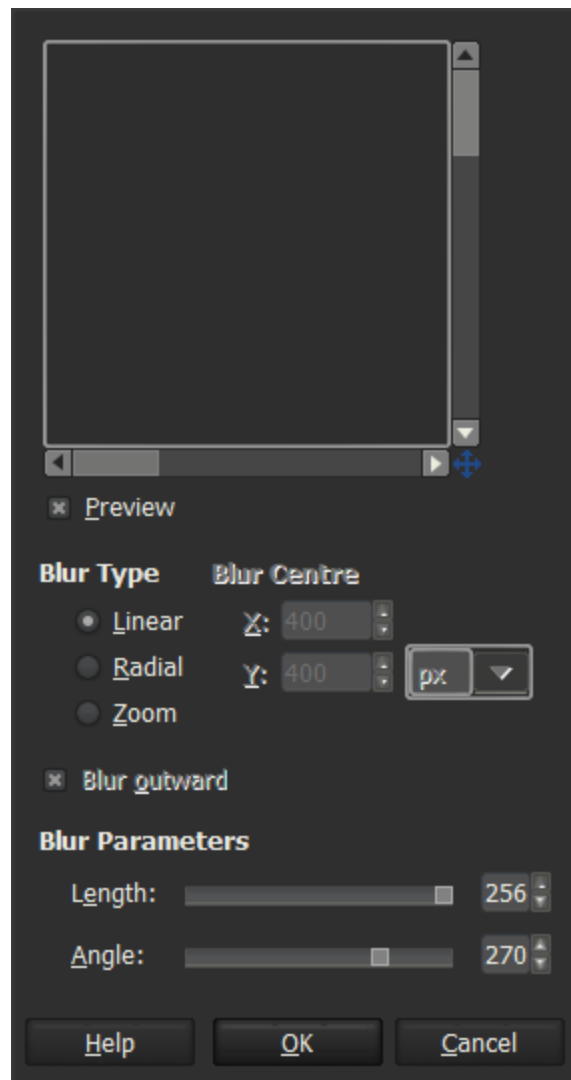 Preview
Blur Type Blur Centre
Linear X: 400
Radial Y: 400 px
Zoom
Blur outward
Blur Parameters
Length: 256
Angle: 270
Help OK Cancel